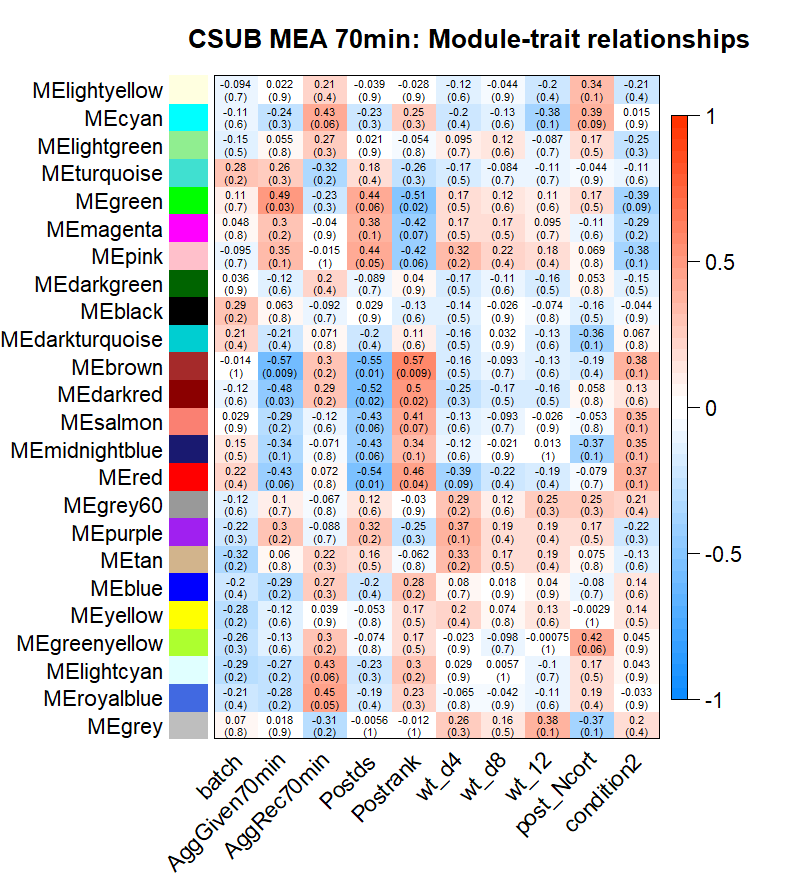 CSUB MEA 70min: Module-trait relationships
MElightyellow -0.094 0.022 0.21 -0.039 -0.028 -0.12 -0.044 -0.2 0.34 -0.21
(0.7) (0.9) (0.4) (0.9) (0.9) (0.6) (0.9) (0.4) (0.1) (0.4)
MEcyan -0.11 -0.24 0.43 -0.23 0.25 -0.2 -0.13 -0.38 0.39 0.015
(0.6) (0.3) (0.06) (0.3) (0.3) (0.4) (0.6) (0.1) (0.09) (0.9)
MElightgreen -0.15 0.055 0.27 0.021 -0.054 0.095 0.12 -0.087 0.17 -0.25
(0.5) (0.8) (0.3) (0.9) (0.8) (0.7) (0.6) (0.7) (0.5) (0.3)
MEturquoise 0.28 0.26 -0.32 0.18 -0.26 -0.17 -0.084 -0.11 -0.044 -0.11
(0.2) (0.3) (0.2) (0.4) (0.3) (0.5) (0.7) (0.7) (0.9) (0.6)
MEgreen 0.11 0.49 -0.23 0.44 -0.51 0.17 0.12 0.11 0.17 -0.39
(0.7) (0.03) (0.3) (0.06) (0.02) (0.5) (0.6) (0.6) (0.5) (0.09)
MEmagenta 0.048 0.3 -0.04 0.38 -0.42 0.17 0.17 0.095 -0.11 -0.29
(0.8) (0.2) (0.9) (0.1) (0.07) (0.5) (0.5) (0.7) (0.6) (0.2)
MEpink -0.095 0.35 -0.015 0.44 -0.42 0.32 0.22 0.18 0.069 -0.38
(0.7) (0.1) (1) (0.05) (0.06) (0.2) (0.4) (0.4) (0.8) (0.1)
MEdarkgreen 0.036 -0.12 0.2 -0.089 0.04 -0.17 -0.11 -0.16 0.053 -0.15
(0.9) (0.6) (0.4) (0.7) (0.9) (0.5) (0.6) (0.5) (0.8) (0.5)
MEblack 0.29 0.063 -0.092 0.029 -0.13 -0.14 -0.026 -0.074 -0.16 -0.044
(0.2) (0.8) (0.7) (0.9) (0.6) (0.5) (0.9) (0.8) (0.5) (0.9)
MEdarkturquoise 0.21 -0.21 0.071 -0.2 0.11 -0.16 0.032 -0.13 -0.36 0.067
(0.4) (0.4) (0.8) (0.4) (0.6) (0.5) (0.9) (0.6) (0.1) (0.8)
MEbrown -0.014 -0.57 0.3 -0.55 0.57 -0.16 -0.093 -0.13 -0.19 0.38
(1) (0.009) (0.2) (0.01) (0.009) (0.5) (0.7) (0.6) (0.4) (0.1)
MEdarkred -0.12 -0.48 0.29 -0.52 0.5 -0.25 -0.17 -0.16 0.058 0.13
(0.6) (0.03) (0.2) (0.02) (0.02) (0.3) (0.5) (0.5) (0.8) (0.6)
MEsalmon 0.029 -0.29 -0.12 -0.43 0.41 -0.13 -0.093 -0.026 -0.053 0.35
(0.9) (0.2) (0.6) (0.06) (0.07) (0.6) (0.7) (0.9) (0.8) (0.1)
MEmidnightblue 0.15 -0.34 -0.071 -0.43 0.34 -0.12 -0.021 0.013 -0.37 0.35
(0.5) (0.1) (0.8) (0.06) (0.1) (0.6) (0.9) (1) (0.1) (0.1)
MEred 0.22 -0.43 0.072 -0.54 0.46 -0.39 -0.22 -0.19 -0.079 0.37
(0.4) (0.06) (0.8) (0.01) (0.04) (0.09) (0.4) (0.4) (0.7) (0.1)
MEgrey60 -0.12 0.1 -0.067 0.12 -0.03 0.29 0.12 0.25 0.25 0.21
(0.6) (0.7) (0.8) (0.6) (0.9) (0.2) (0.6) (0.3) (0.3) (0.4)
MEpurple -0.22 0.3 -0.088 0.32 -0.25 0.37 0.19 0.19 0.17 -0.22
(0.3) (0.2) (0.7) (0.2) (0.3) (0.1) (0.4) (0.4) (0.5) (0.3)
MEtan -0.32 0.06 0.22 0.16 -0.062 0.33 0.17 0.19 0.075 -0.13
(0.2) (0.8) (0.3) (0.5) (0.8) (0.2) (0.5) (0.4) (0.8) (0.6)
MEblue -0.2 -0.29 0.27 -0.2 0.28 0.08 0.018 0.04 -0.08 0.14
(0.4) (0.2) (0.3) (0.4) (0.2) (0.7) (0.9) (0.9) (0.7) (0.6)
MEyellow -0.28 -0.12 0.039 -0.053 0.17 0.2 0.074 0.13 -0.0029 0.14
(0.2) (0.6) (0.9) (0.8) (0.5) (0.4) (0.8) (0.6) (1) (0.5)
MEgreenyellow -0.26 -0.13 0.3 -0.074 0.17 -0.023 -0.098 -0.00075 0.42 0.045
(0.3) (0.6) (0.2) (0.8) (0.5) (0.9) (0.7) (1) (0.06) (0.9)
MElightcyan -0.29 -0.27 0.43 -0.23 0.3 0.029 0.0057 -0.1 0.17 0.043
(0.2) (0.2) (0.06) (0.3) (0.2) (0.9) (1) (0.7) (0.5) (0.9)
MEroyalblue -0.21 -0.28 0.45 -0.19 0.23 -0.065 -0.042 -0.11 0.19 -0.033
(0.4) (0.2) (0.05) (0.4) (0.3) (0.8) (0.9) (0.6) (0.4) (0.9)
MEgrey 0.07 0.018 -0.31 -0.0056 -0.012 0.26 0.16 0.38 -0.37 0.2
(0.8) (0.9) (0.2) (1) (1) (0.3) (0.5) (0.1) (0.1) (0.4)
batch AggGiven70min AggRec70min Postds Postrank wt_d4 wt_d8 wt_12 post_Ncort condition2
1
0.5
0
-0.5
-1